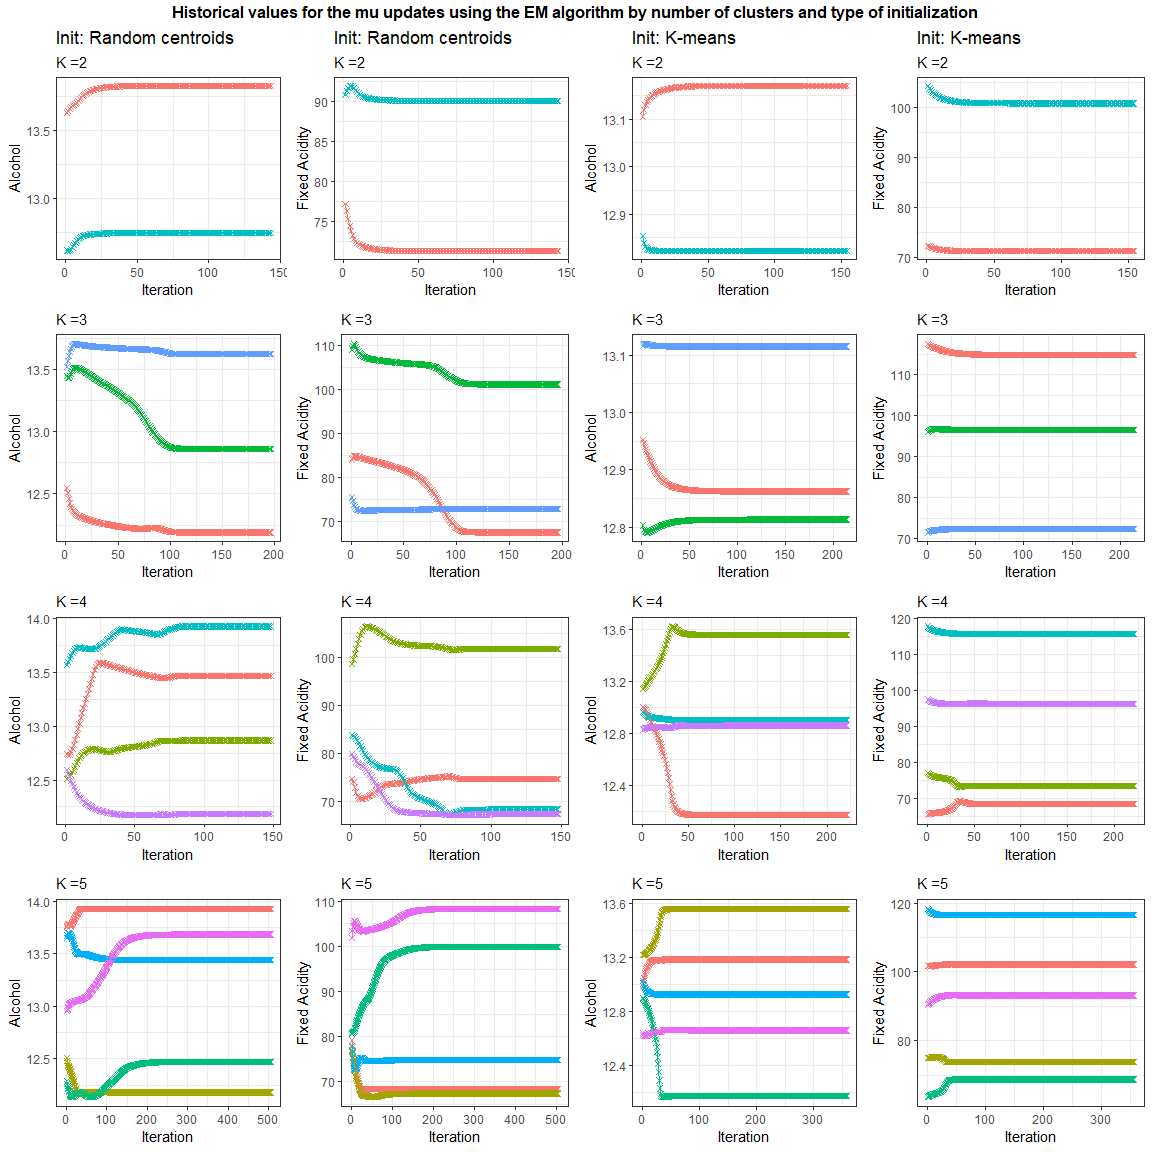 Historical values for the mu updates using the EM algorithm by number of clusters and type of initialization
Init: Random centroids
K =2
Alcohol
13.5
13.0
0 50 100 150
Iteration
Init: Random centroids
K =2
Fixed Acidity
90
85
80
75
0 50 100 150
Iteration
Init: K-means
K =2
Alcohol
13.1
13.0
12.9
0 50 100 150
Iteration
Init: K-means
K =2
Fixed Acidity
100
90
80
70
0 50 100 150
Iteration
K =3
Alcohol
13.5
13.0
12.5
0 50 100 150 200
Iteration
K =3
Fixed Acidity
110
100
90
80
70
0 50 100 150 200
Iteration
K =3
Alcohol
13.1
13.0
12.9
12.8
0 50 100 150 200
Iteration
K =3
Fixed Acidity
110
100
90
80
70
0 50 100 150 200
Iteration
K =4
Alcohol
14.0
13.5
13.0
12.5
0 50 100 150
Iteration
K =4
Fixed Acidity
100
90
80
70
0 50 100 150
Iteration
K =4
Alcohol
13.6
13.2
12.8
12.4
0 50 100 150 200
Iteration
K =4
Fixed Acidity
120
110
100
90
80
70
0 50 100 150 200
Iteration
K =5
Alcohol
14.0
13.5
13.0
12.5
0 100 200 300 400 500
Iteration
K =5
Fixed Acidity
110
100
90
80
70
0 100 200 300 400 500
Iteration
K =5
Alcohol
13.6
13.2
12.8
12.4
0 100 200 300
Iteration
K =5
Fixed Acidity
120
100
80
0 100 200 300
Iteration